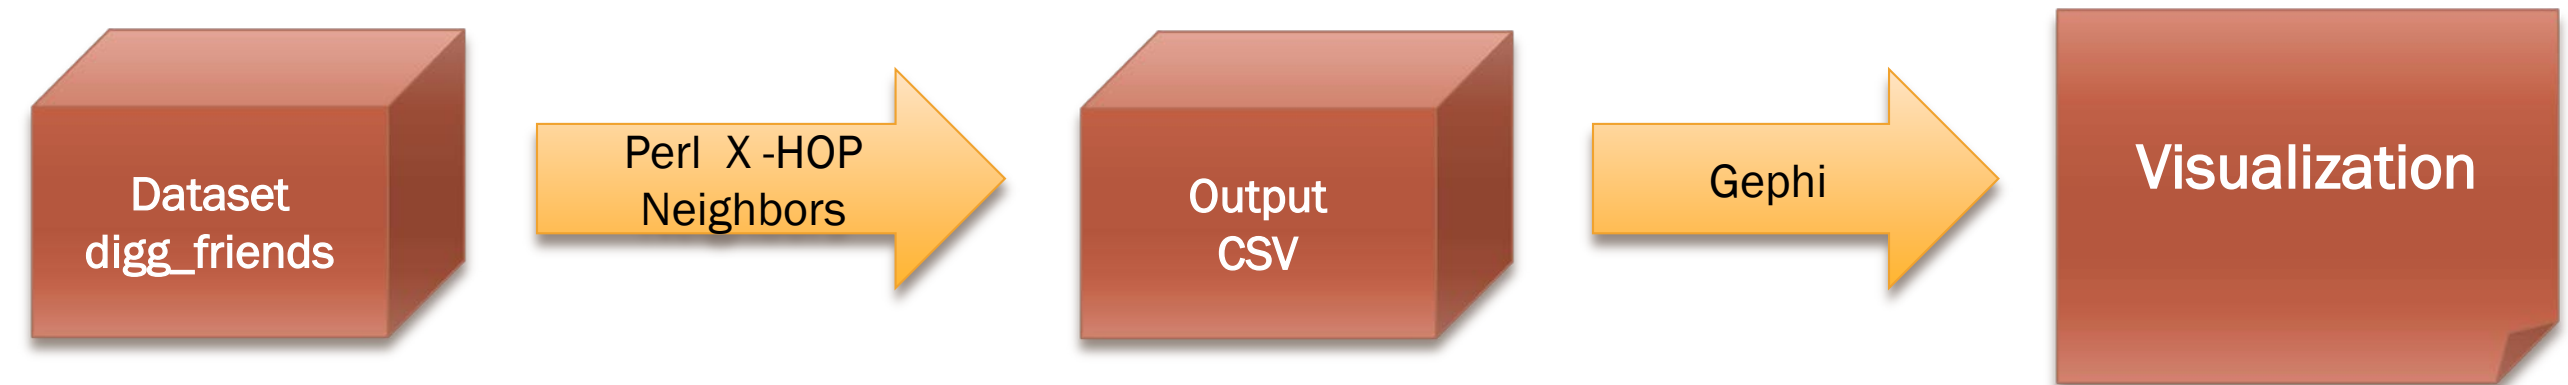 Dataset
digg_friends
Perl X -HOP
Neighbors
Output
CSV
Gephi
Visualization